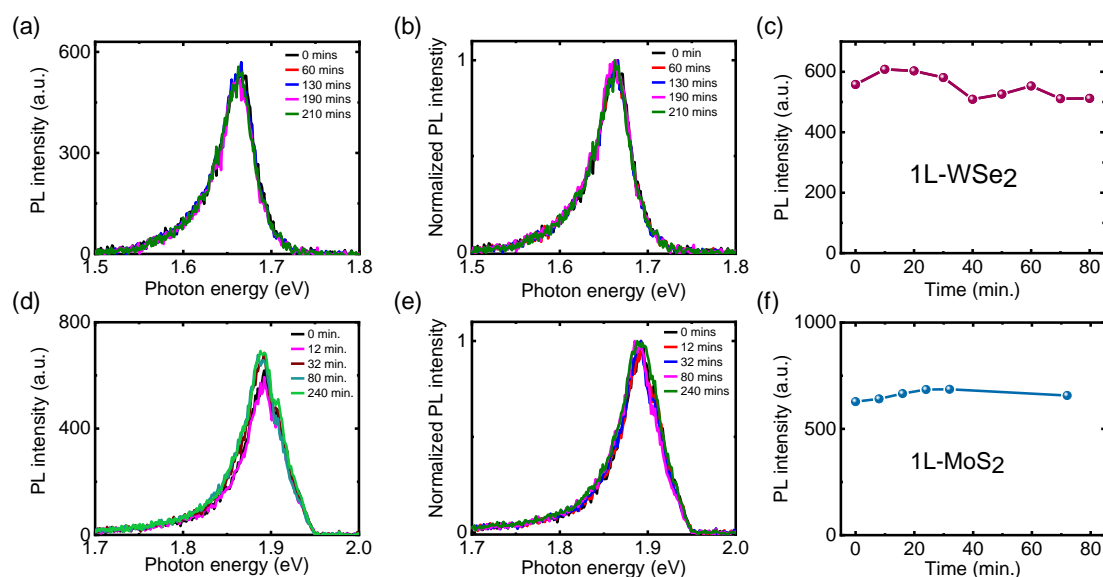 (a)
600
300
0
PL intensity (a.u.)
0 mins
60 mins
130 mins
190 mins
210 mins
1.5 1.6 1.7 1.8
Photon energy (eV)
(b)
1
0
Normalized PL intenstiy
0 min
60 mins
130 mins
190 mins
210 mins
1.5 1.6 1.7 1.8
Photon energy (eV)
(c)
800
600
400
200
0
PL intensity (a.u.)
1L-WSe2
0 20 40 60 80
Time (min.)
(d)
800
400
0
PL intensity (a.u.)
0 min.
12 min.
32 min.
80 min.
240 min.
1.7 1.8 1.9 2.0
Photon energy (eV)
(e)
1
0
Normalized PL intensity
0 mins
12 mins
32 mins
80 mins
240 mins
1.7 1.8 1.9 2.0
Photon energy (eV)
(f)
1000
500
0
PL intensity (a.u.)
1L-MoS2
0 20 40 60 80
Time (min.)